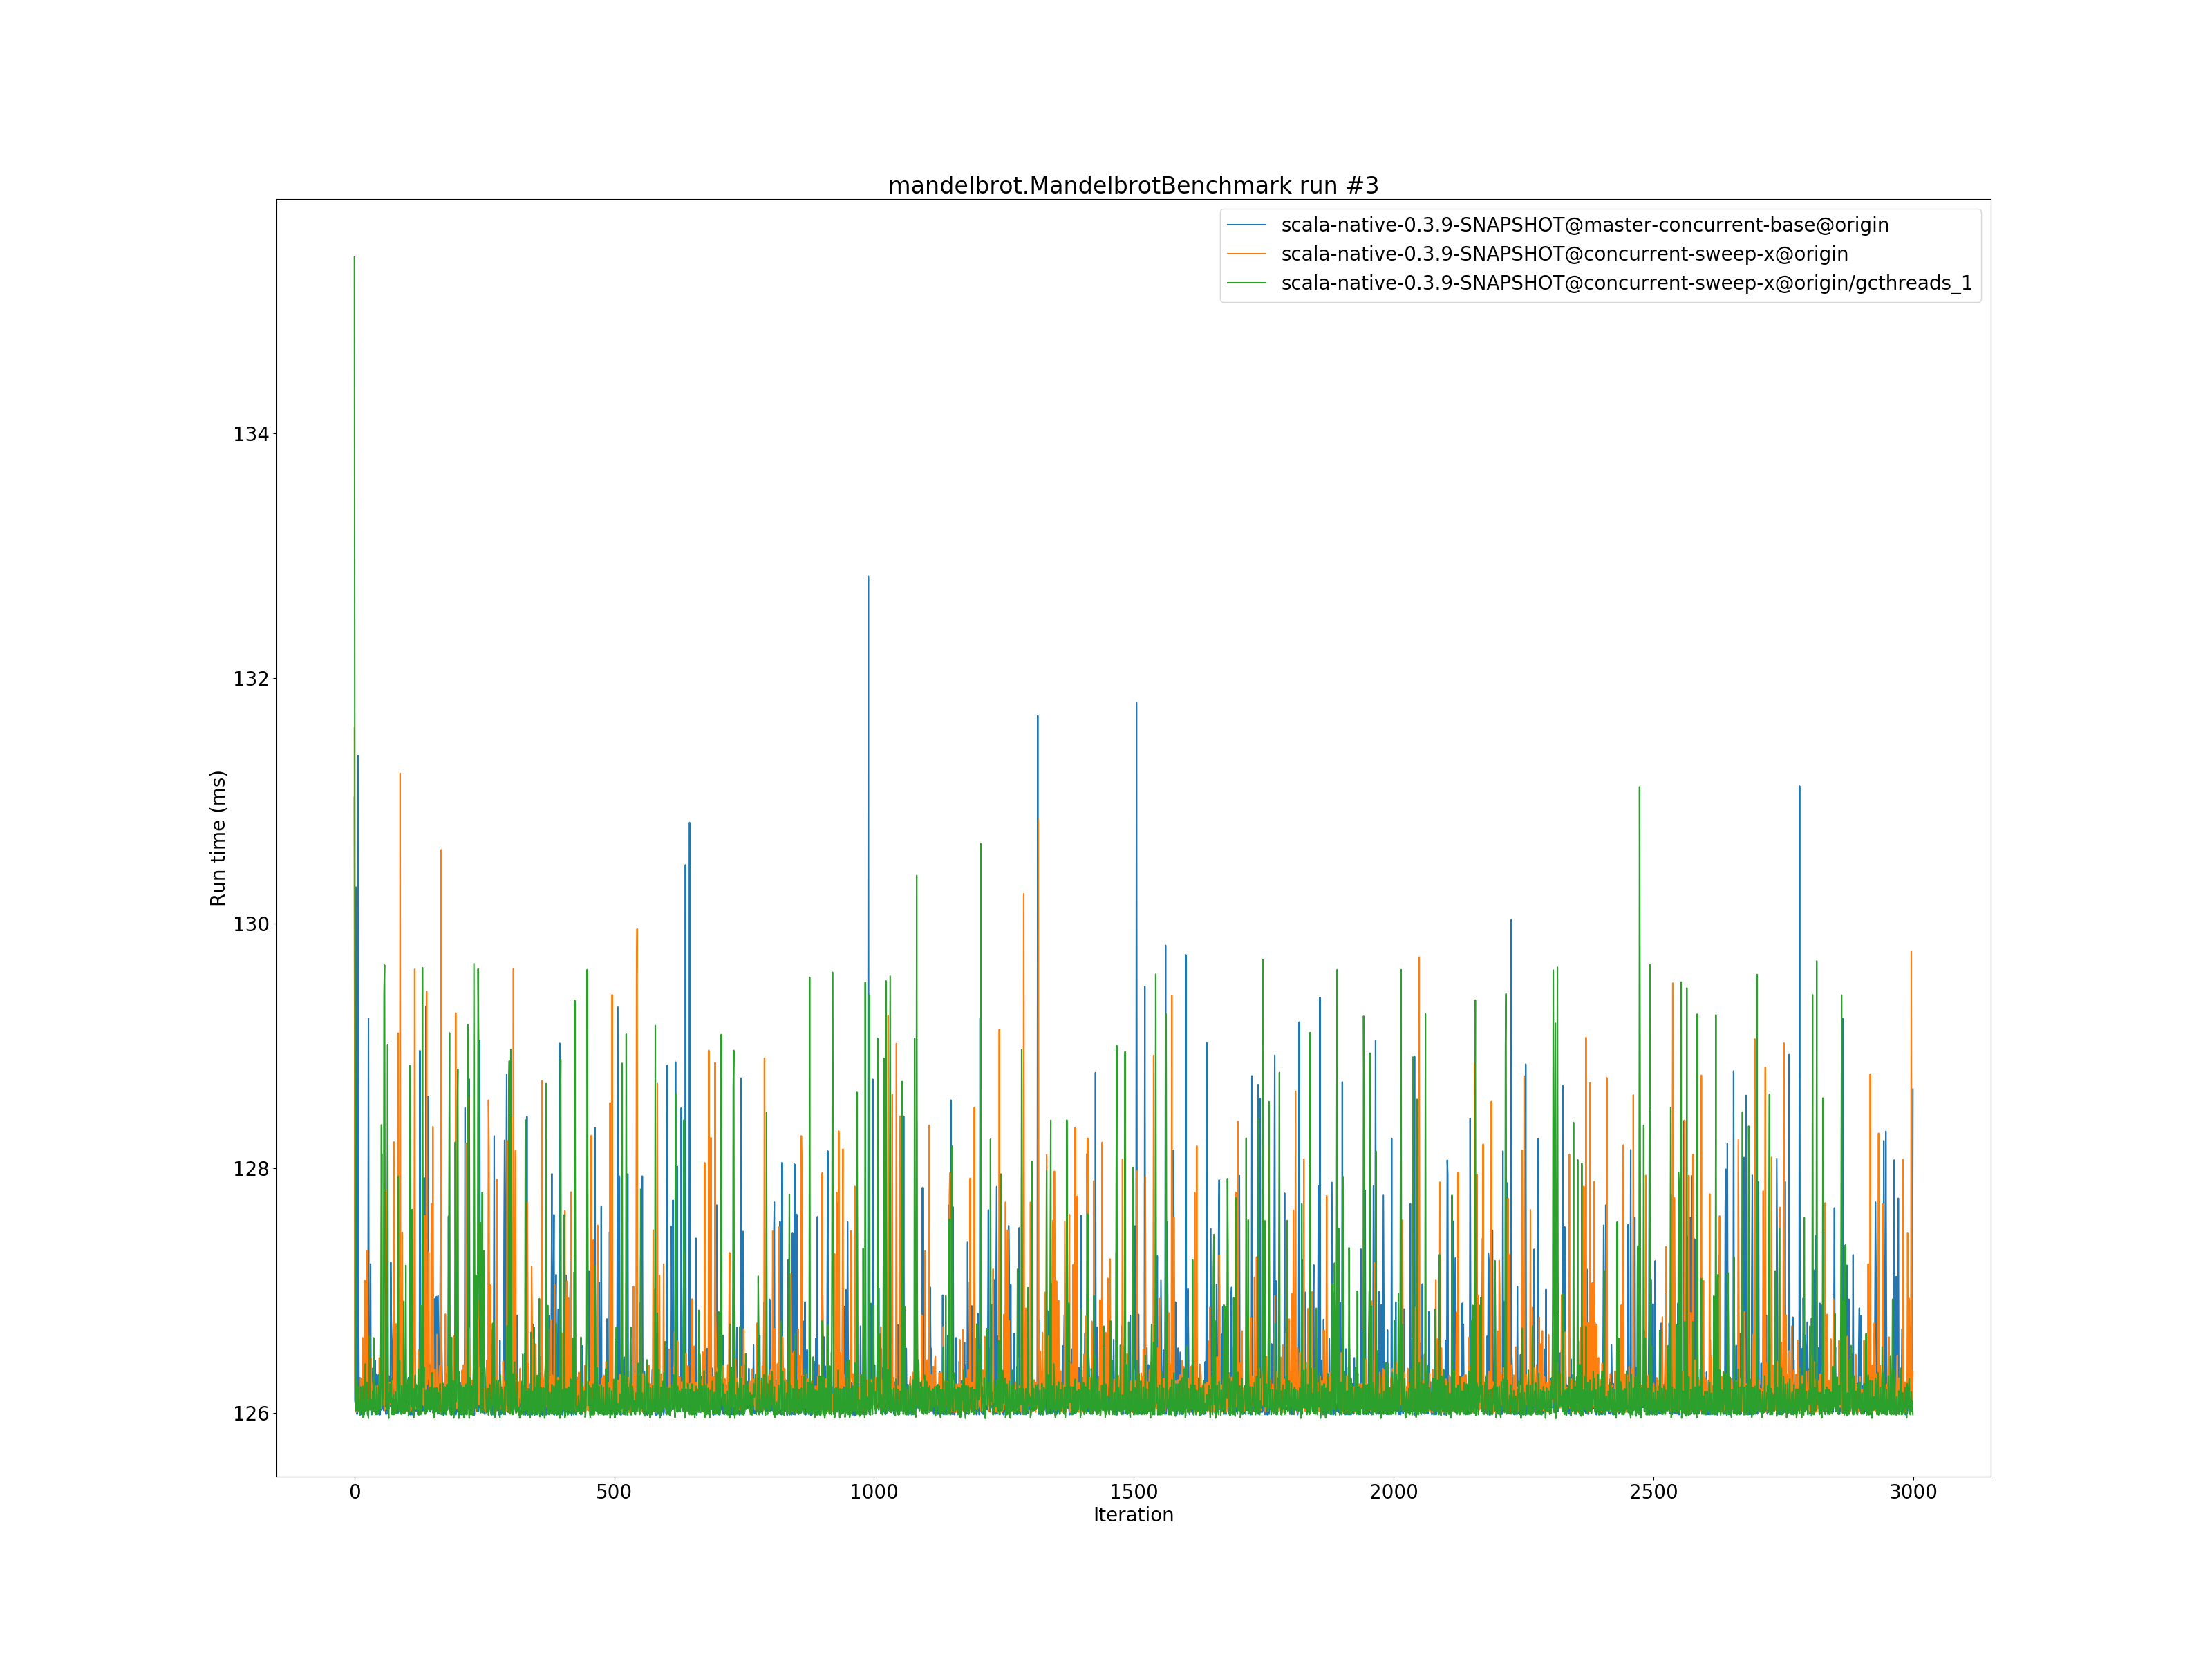 mandelbrot.MandelbrotBenchmark run #3
scala-native-0.3.9-SNAPSHOT@master-concurrent-base@origin
scala-native-0.3.9-SNAPSHOT@concurrent-sweep-x@origin
scala-native-0.3.9-SNAPSHOT@concurrent-sweep-x@origin/gcthreads_1
134
132
130
128
126
Run time (ms)
0 500 1000 1500 2000 2500 3000
Iteration